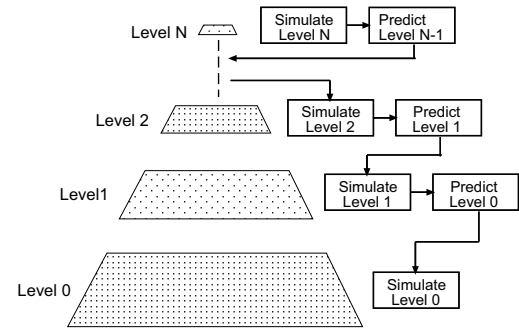 Level N
Simulate
Level N
Predict
Level N-1
Level 2
Simulate
Level 2
Predict
Level 1
Level1
Simulate
Level 1
Predict
Level 0
Level 0
Simulate
Level 0